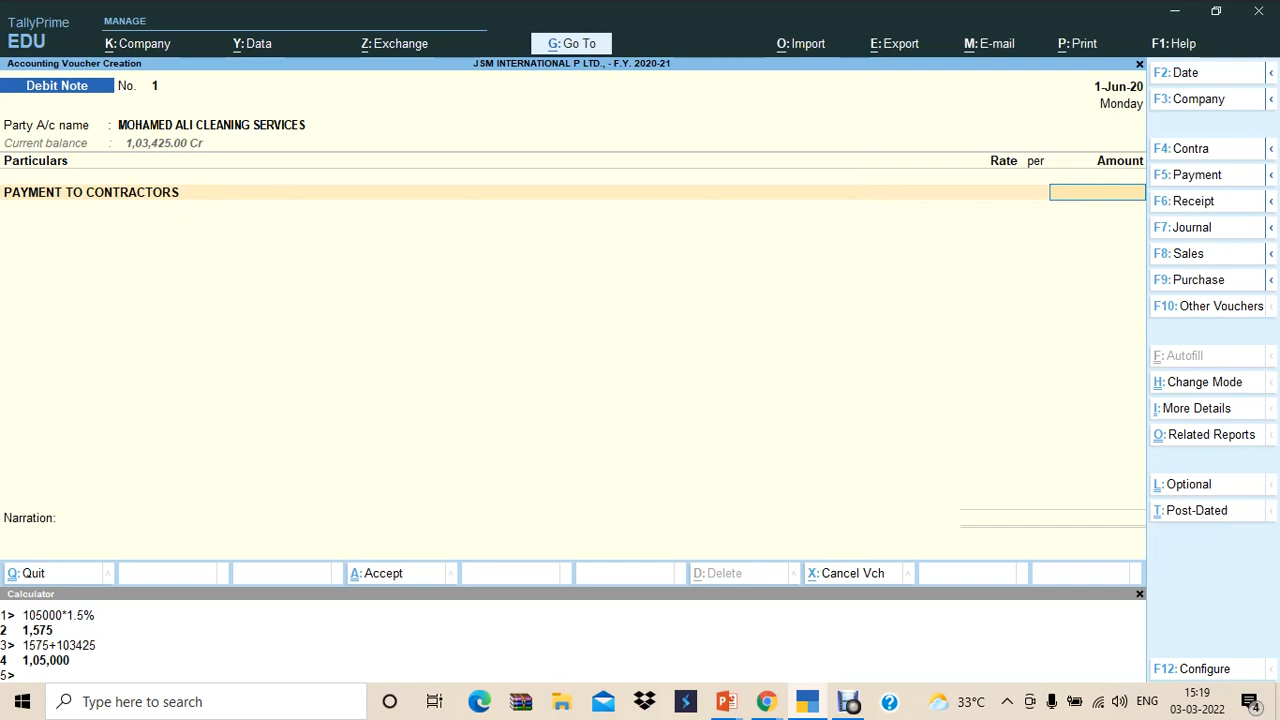 TallyPrime
EDU
MANAGE
K: Company
Y: Data
Z: Exchange
G: Go To
O: Import
E: Export
M: E-mail
P: Print
F1: Help
Accounting Voucher Creation
JSM INTERNATIONAL P LTD., - F.Y. 2020-21
Debit Note No. 1
1-Jun-20
Monday
Party A/c name : MOHAMED ALI CLEANING SERVICES
Current balance : 1,03,425.00 Cr
Particulars Rate per Amount
PAYMENT TO CONTRACTORS
Narration:
F2: Date
F3: Company
F4: Contra
F5: Payment
F6: Receipt
F7: Journal
F8: Sales
F9: Purchase
F10: Other Vouchers
F: Autofill
H: Change Mode
I: More Details
O: Related Reports
L: Optional
T: Post-Dated
F12: Configure
Q: Quit
A: Accept
D: Delete
X: Cancel Vch
Calculator
1> 105000*1.5%
2 1,575
3> 1575+103425
4 1,05,000
5>
Type here to search
33°C
ENG
15:19
03-03-2022
4